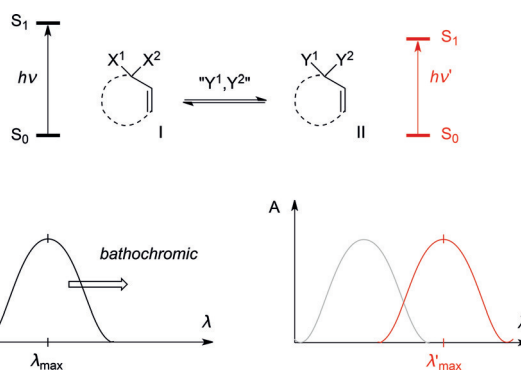 S₁
hν
S₀
X¹ X²
I
"Y¹,Y²"
Y¹ Y²
II
S₁
hν'
S₀
bathochromic
λ
λmax
A
λ
λ'max